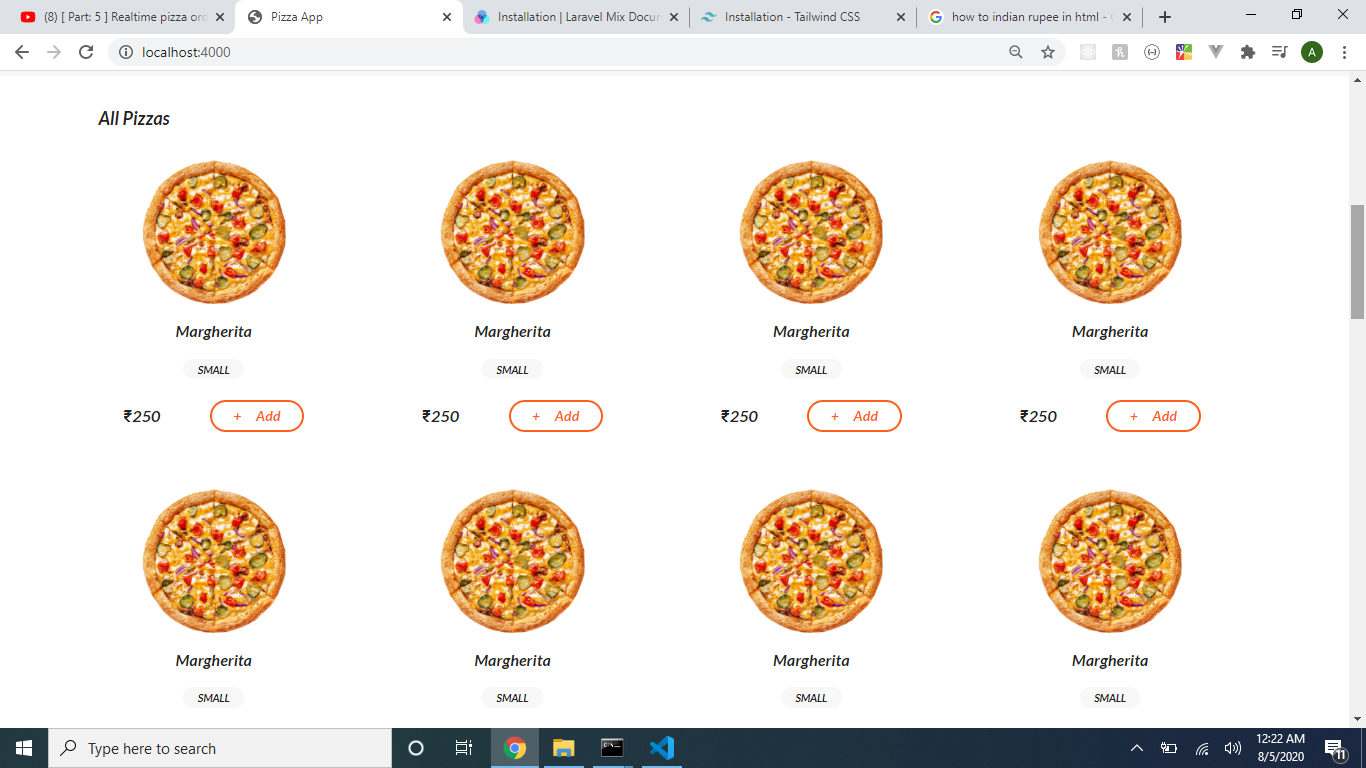 (8) [ Part: 5 ] Realtime pizza ord
Pizza App
Installation | Laravel Mix Docum
Installation - Tailwind CSS
how to indian rupee in html - G
localhost:4000
A
All Pizzas
Margherita Margherita Margherita Margherita
SMALL SMALL SMALL SMALL
₹250 + Add ₹250 + Add ₹250 + Add ₹250 + Add
Margherita Margherita Margherita Margherita
SMALL SMALL SMALL SMALL
Type here to search
12:22 AM
8/5/2020
11